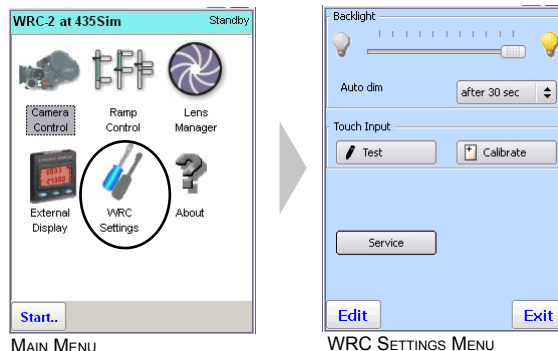 WRC-2 at 435Sim Standby
Camera Control
Ramp Control
Lens Manager
External Display
WRC Settings
About
Start..
MAIN MENU
Backlight
Auto dim after 30 sec
Touch Input
Test Calibrate
Service
Edit Exit
WRC SETTINGS MENU